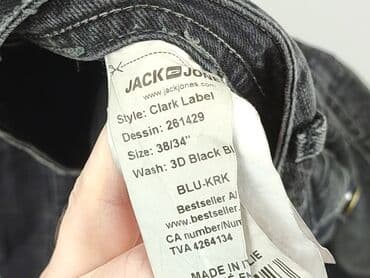 JACK JONES
www.jackjones.com
Style: Clark Label
Dessin: 261429
Size: 38/34"
Wash: 3D Black Bl
BLU-KRK
Bestseller A/
www.bestseller
CA number/Num
TVA 4264134
MADE IN